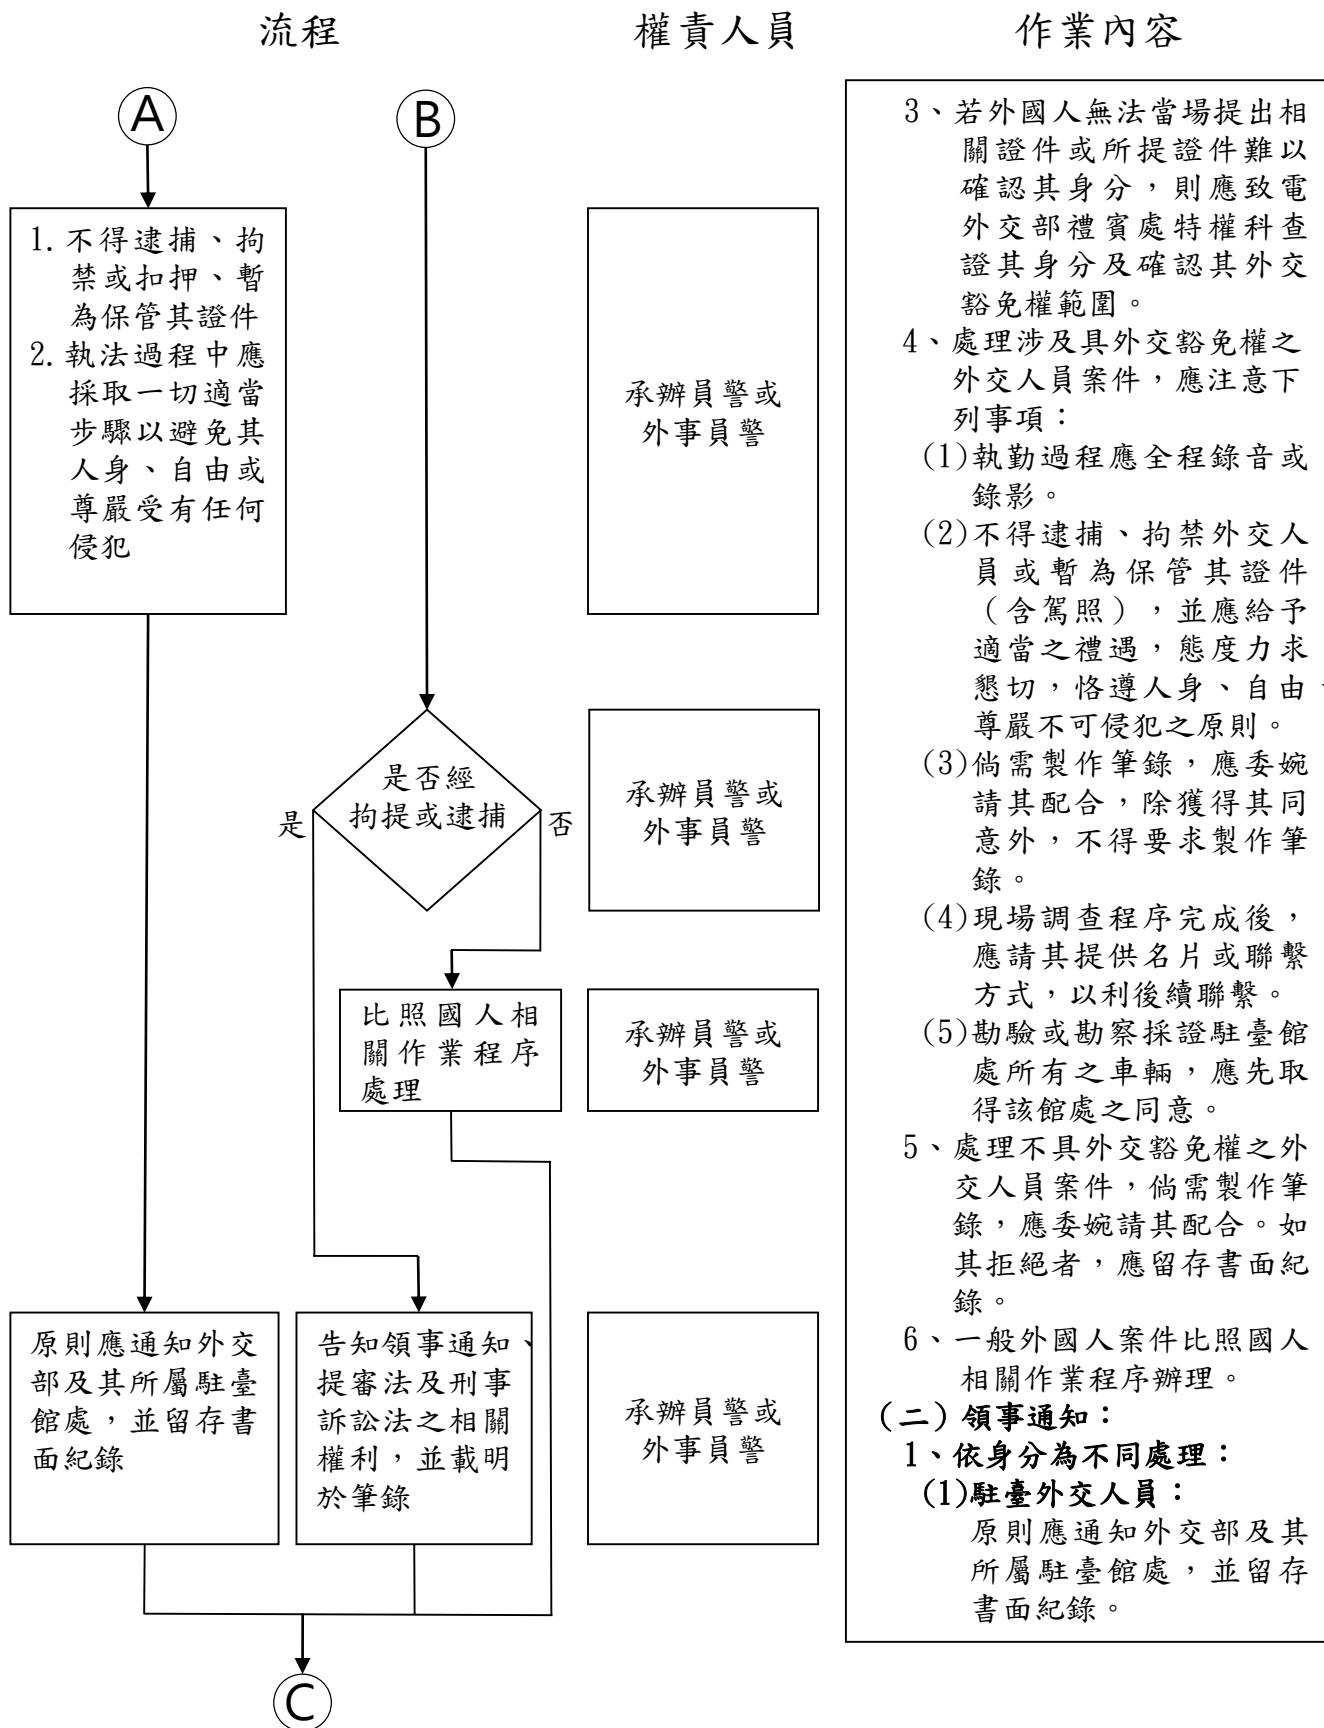 流程
權責人員
作業內容
A
B
1. 不得逮捕、拘
禁或扣押、暫
為保管其證件
2. 執法過程中應
採取一切適當
步驟以避免其
人身、自由或
尊嚴受有任何
侵犯
承辦員警或
外事員警
是否經
拘提或逮捕
是
否
承辦員警或
外事員警
比照國人相
關作業程序
處理
承辦員警或
外事員警
原則應通知外交
部及其所屬駐臺
館處，並留存書
面紀錄
告知領事通知、
提審法及刑事
訴訟法之相關
權利，並載明
於筆錄
承辦員警或
外事員警
C
3、若外國人無法當場提出相
關證件或所提證件難以
確認其身分，則應致電
外交部禮賓處特權科查
證其身分及確認其外交
豁免權範圍。
4、處理涉及具外交豁免權之
外交人員案件，應注意下
列事項：
(1)執勤過程應全程錄音或
錄影。
(2)不得逮捕、拘禁外交人
員或暫為保管其證件
（含駕照），並應給予
適當之禮遇，態度力求
懇切，恪遵人身、自由、
尊嚴不可侵犯之原則。
(3)倘需製作筆錄，應委婉
請其配合，除獲得其同
意外，不得要求製作筆
錄。
(4)現場調查程序完成後，
應請其提供名片或聯繫
方式，以利後續聯繫。
(5)勘驗或勘察採證駐臺館
處所有之車輛，應先取
得該館處之同意。
5、處理不具外交豁免權之外
交人員案件，倘需製作筆
錄，應委婉請其配合。如
其拒絕者，應留存書面紀
錄。
6、一般外國人案件比照國人
相關作業程序辦理。
（二）領事通知：
1、依身分為不同處理：
(1)駐臺外交人員：
原則應通知外交部及其
所屬駐臺館處，並留存
書面紀錄。